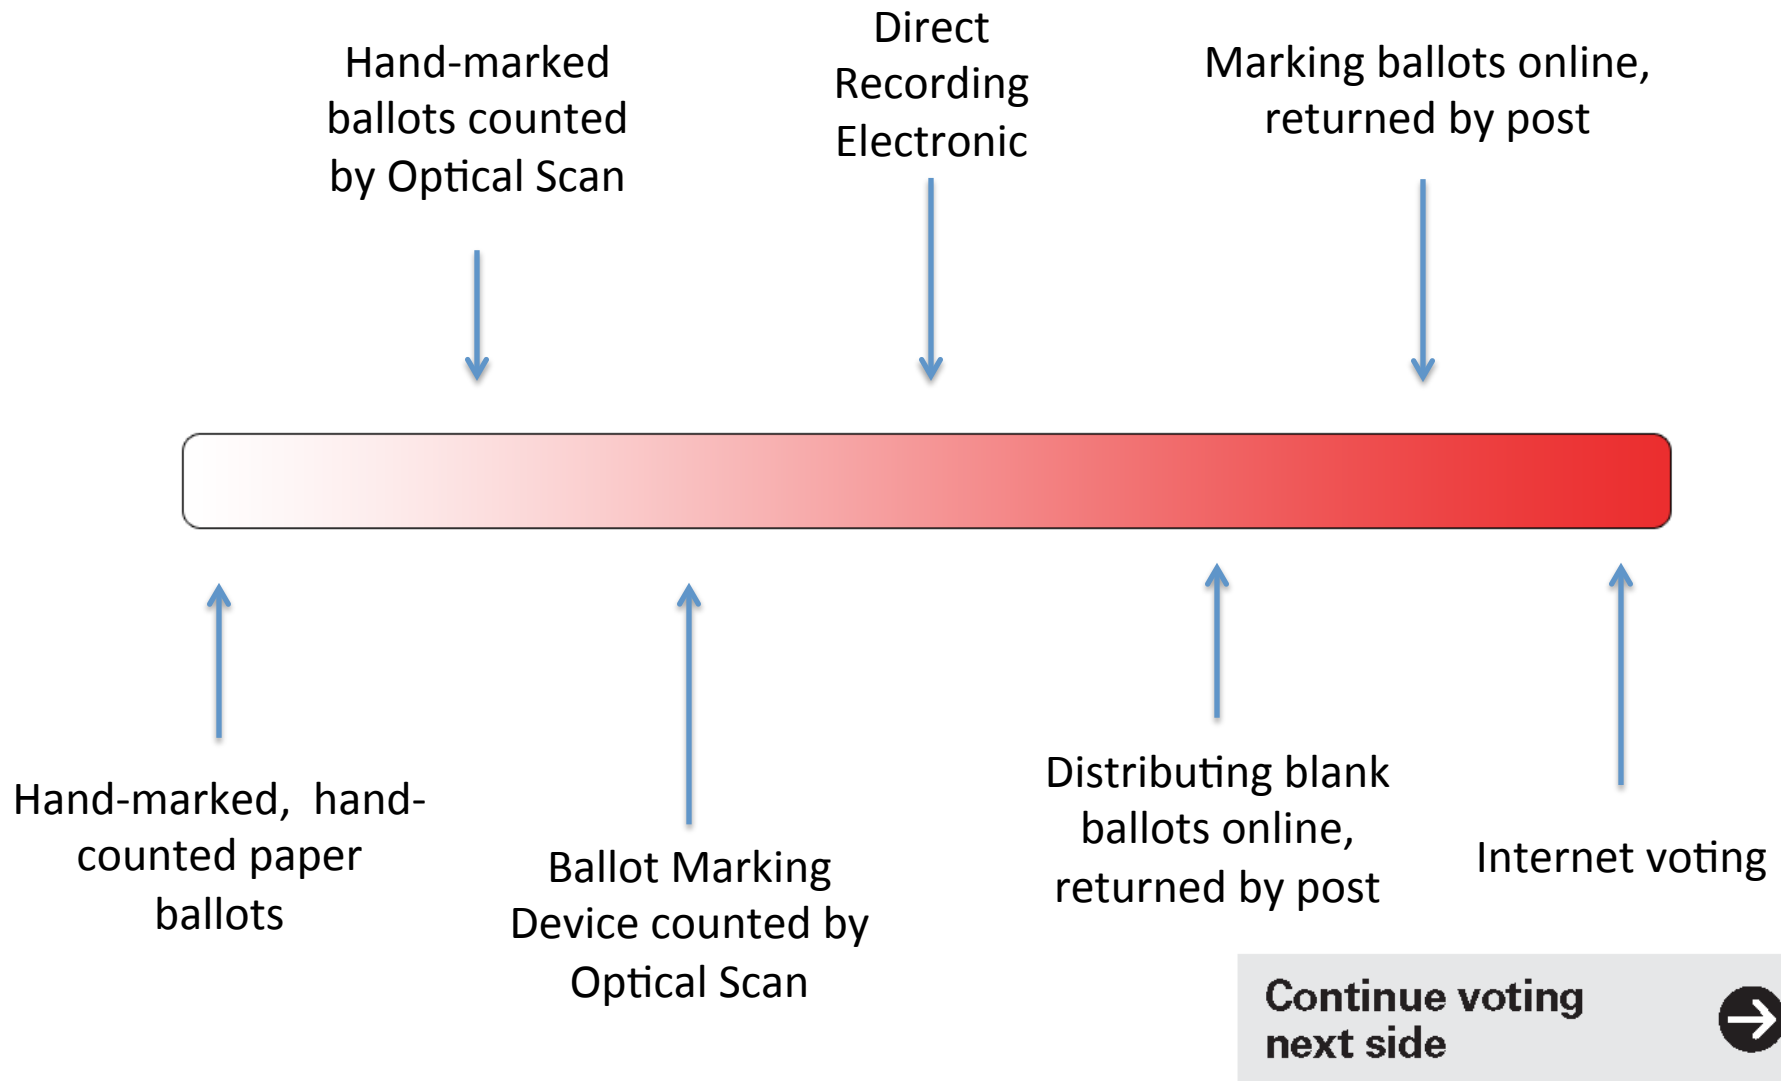 Hand-marked
ballots counted
by Optical Scan
Direct
Recording
Electronic
Marking ballots online,
returned by post
Hand-marked,  hand-
counted paper
ballots
Ballot Marking
Device counted by
Optical Scan
Distributing blank
ballots online,
returned by post
Internet voting
Continue voting
next side